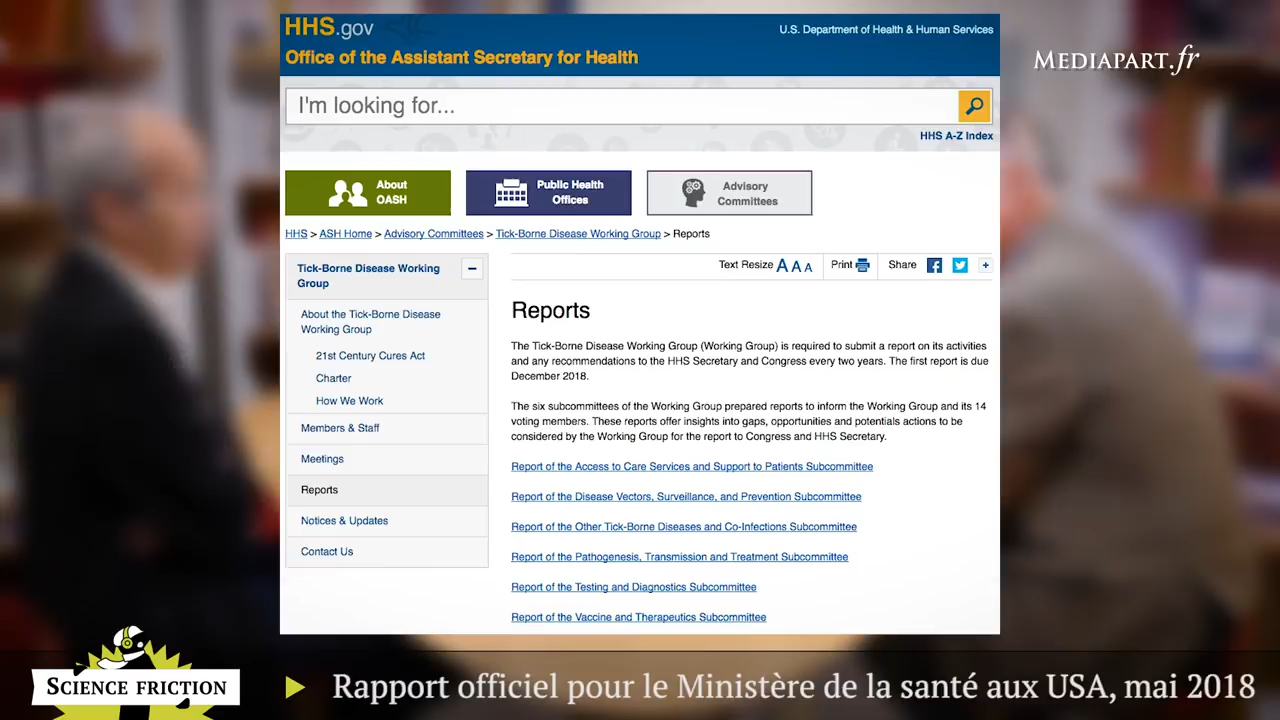 HHS.gov
U.S. Department of Health & Human Services
Office of the Assistant Secretary for Health
MEDIAPART.fr
I'm looking for...
HHS A-Z Index
About
OASH
Public Health
Offices
Advisory
Committees
HHS > ASH Home > Advisory Committees > Tick-Borne Disease Working Group > Reports
Tick-Borne Disease Working
Group
About the Tick-Borne Disease
Working Group
21st Century Cures Act
Charter
How We Work
Members & Staff
Meetings
Reports
Notices & Updates
Contact Us
Text Resize A A A Print Share +
Reports
The Tick-Borne Disease Working Group (Working Group) is required to submit a report on its activities
and any recommendations to the HHS Secretary and Congress every two years. The first report is due
December 2018.
The six subcommittees of the Working Group prepared reports to inform the Working Group and its 14
voting members. These reports offer insights into gaps, opportunities and potentials actions to be
considered by the Working Group for the report to Congress and HHS Secretary.
Report of the Access to Care Services and Support to Patients Subcommittee
Report of the Disease Vectors, Surveillance, and Prevention Subcommittee
Report of the Other Tick-Borne Diseases and Co-Infections Subcommittee
Report of the Pathogenesis, Transmission and Treatment Subcommittee
Report of the Testing and Diagnostics Subcommittee
Report of the Vaccine and Therapeutics Subcommittee
SCIENCE FRICTION
Rapport officiel pour le Ministère de la santé aux USA, mai 2018